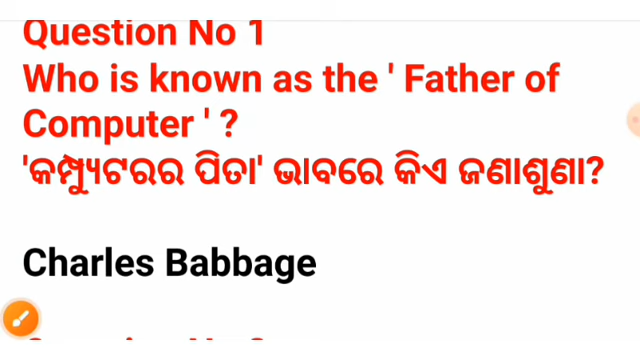 Question No 1
Who is known as the ' Father of
Computer ' ?
'କମ୍ପ୍ୟୁଟରର ପିତା' ଭାବରେ କିଏ ଜଣାଶୁଣା?
Charles Babbage